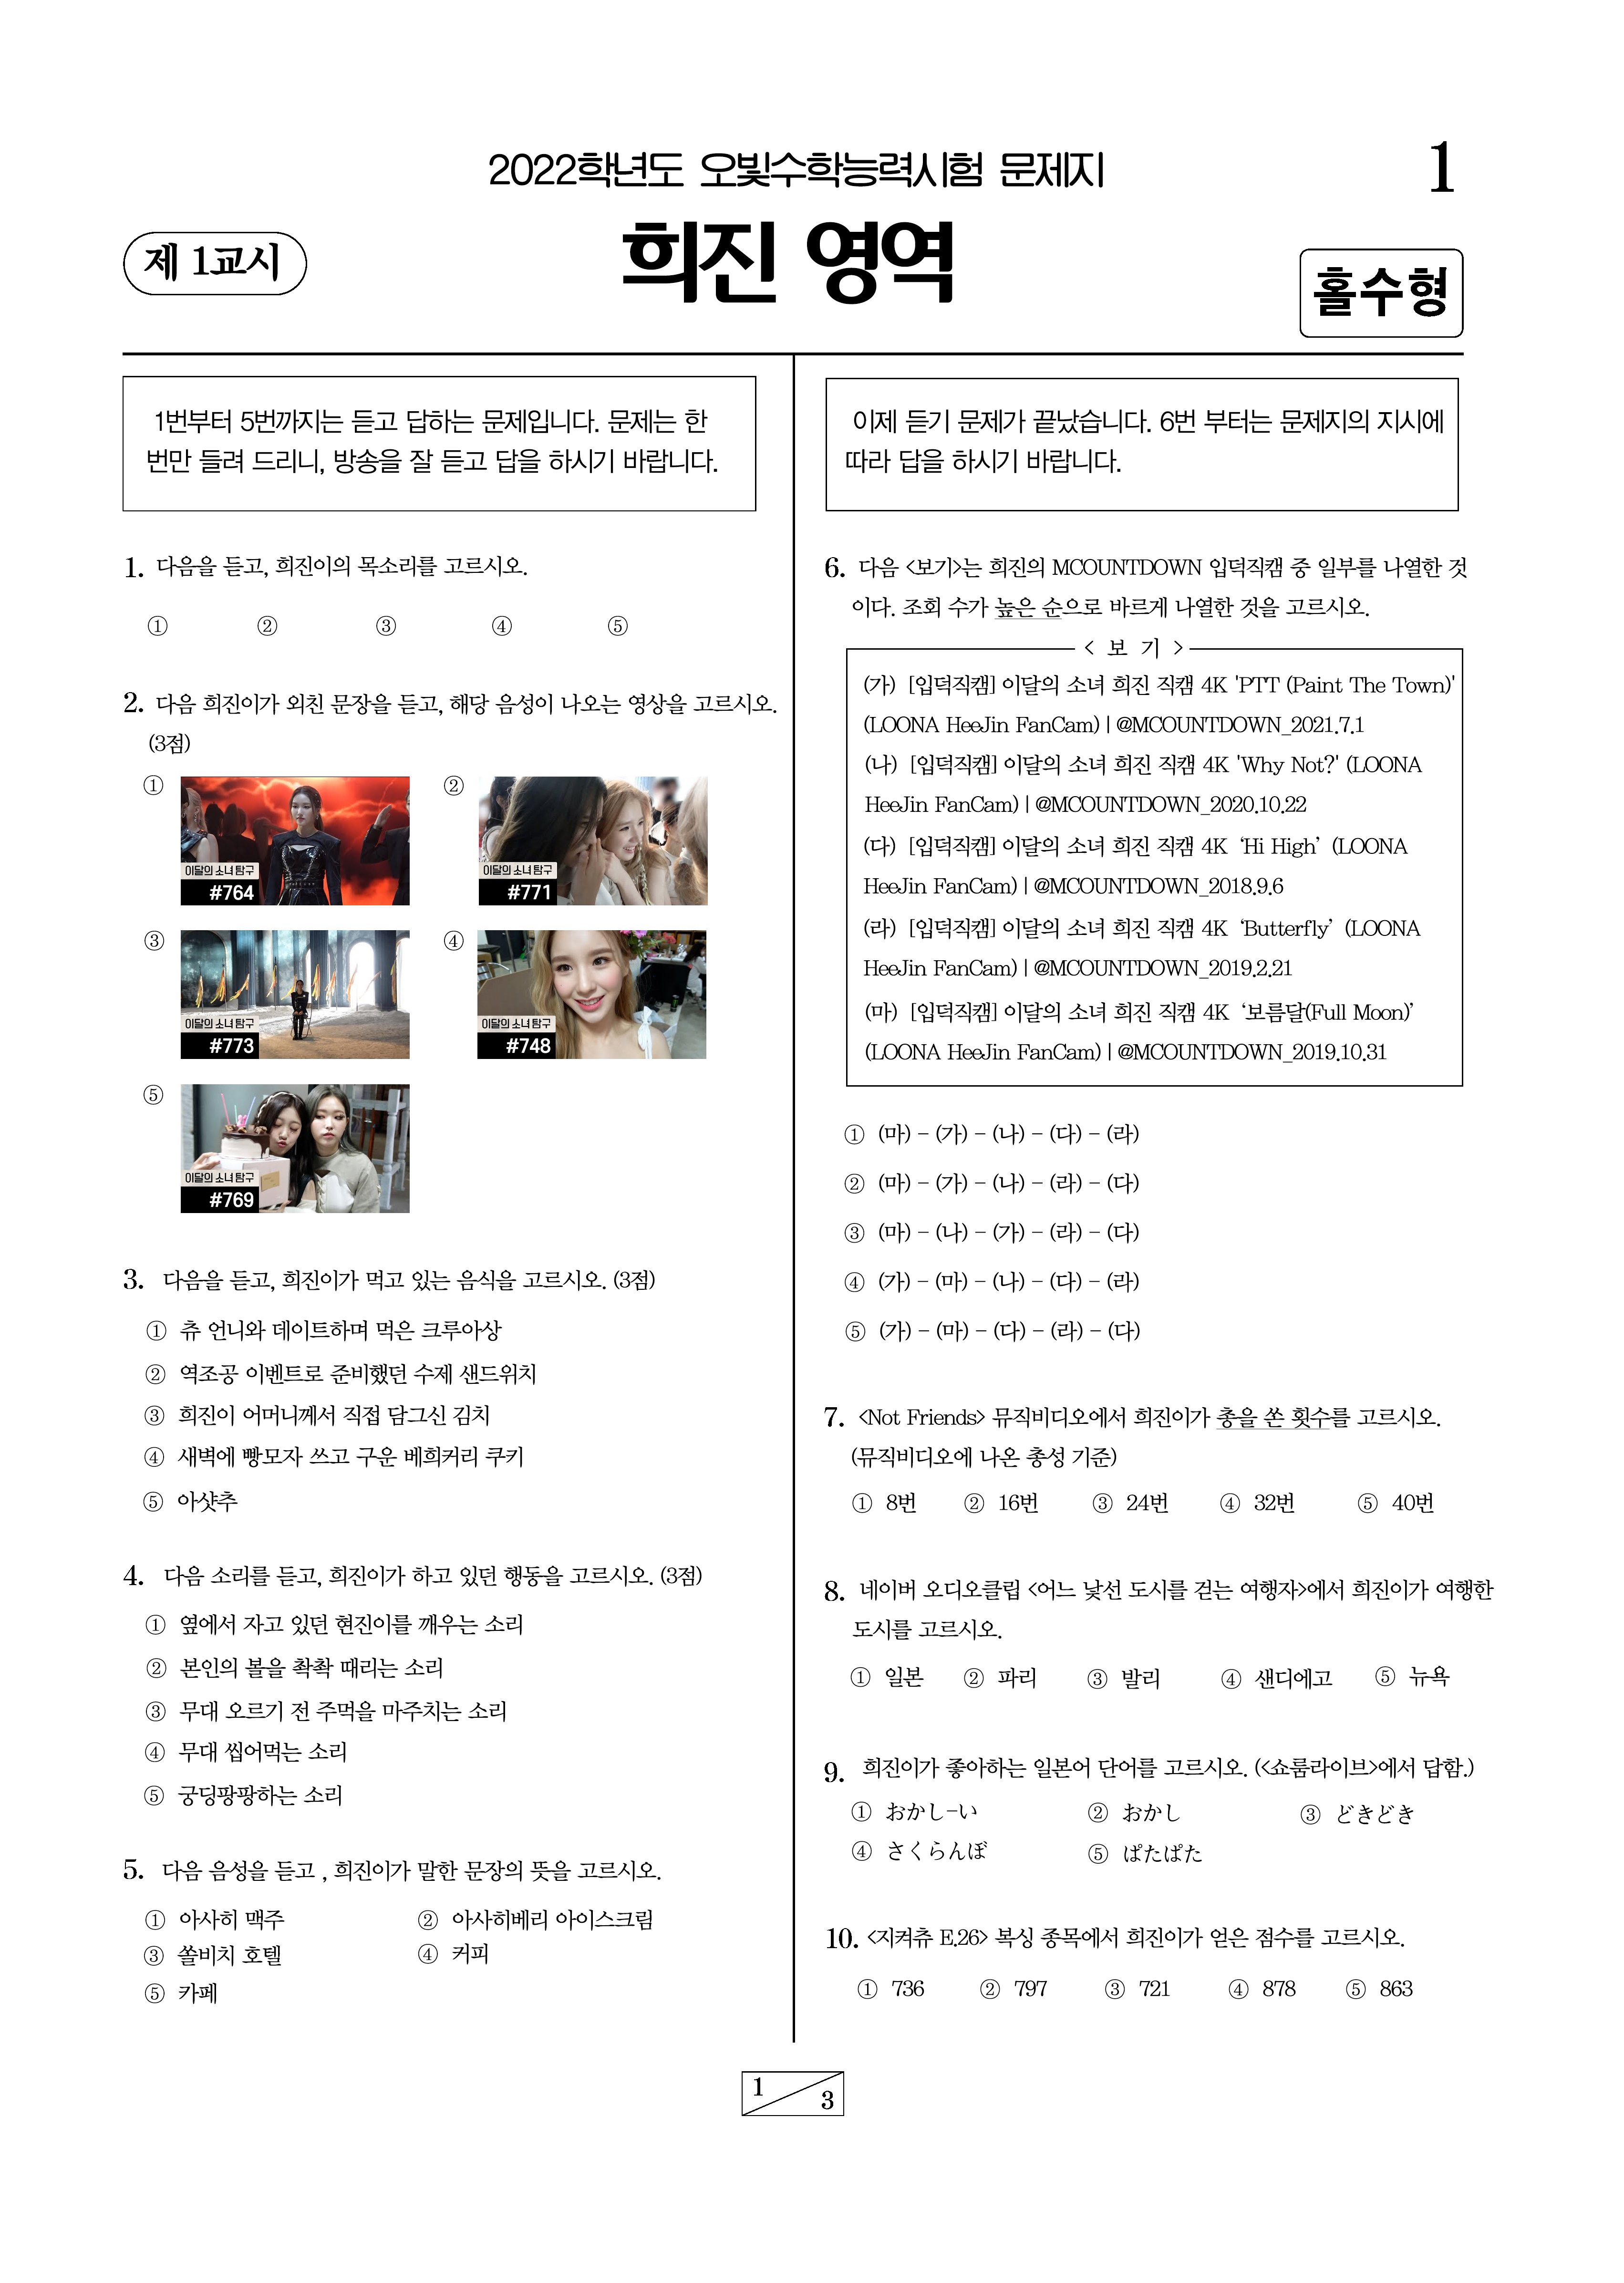 2022학년도 오빛수학능력시험 문제지
1
제 1교시
희진 영역
홀수형
1번부터 5번까지는 듣고 답하는 문제입니다. 문제는 한
번만 들려 드리니, 방송을 잘 듣고 답을 하시기 바랍니다.
1. 다음을 듣고, 희진이의 목소리를 고르시오.
① ② ③ ④ ⑤
2. 다음 희진이가 외친 문장을 듣고, 해당 음성이 나오는 영상을 고르시오.
(3점)
① 이달의 소녀 탐구 #764
② 이달의 소녀 탐구 #771
③ 이달의 소녀 탐구 #773
④ 이달의 소녀 탐구 #748
⑤ 이달의 소녀 탐구 #769
3. 다음을 듣고, 희진이가 먹고 있는 음식을 고르시오. (3점)
① 츄 언니와 데이트하며 먹은 크루아상
② 역조공 이벤트로 준비했던 수제 샌드위치
③ 희진이 어머니께서 직접 담그신 김치
④ 새벽에 빵모자 쓰고 구운 베희커리 쿠키
⑤ 아샷추
4. 다음 소리를 듣고, 희진이가 하고 있던 행동을 고르시오. (3점)
① 옆에서 자고 있던 현진이를 깨우는 소리
② 본인의 볼을 촥촥 때리는 소리
③ 무대 오르기 전 주먹을 마주치는 소리
④ 무대 씹어먹는 소리
⑤ 궁딩팡팡하는 소리
5. 다음 음성을 듣고 , 희진이가 말한 문장의 뜻을 고르시오.
① 아사히 맥주 ② 아사히베리 아이스크림
③ 쏠비치 호텔 ④ 커피
⑤ 카페
이제 듣기 문제가 끝났습니다. 6번 부터는 문제지의 지시에
따라 답을 하시기 바랍니다.
6. 다음 <보기>는 희진의 MCOUNTDOWN 입덕직캠 중 일부를 나열한 것
이다. 조회 수가 높은 순으로 바르게 나열한 것을 고르시오.
< 보 기 >
(가) [입덕직캠] 이달의 소녀 희진 직캠 4K 'PTT (Paint The Town)'
(LOONA HeeJin FanCam) | @MCOUNTDOWN_2021.7.1
(나) [입덕직캠] 이달의 소녀 희진 직캠 4K 'Why Not?' (LOONA
HeeJin FanCam) | @MCOUNTDOWN_2020.10.22
(다) [입덕직캠] 이달의 소녀 희진 직캠 4K ‘Hi High’ (LOONA
HeeJin FanCam) | @MCOUNTDOWN_2018.9.6
(라) [입덕직캠] 이달의 소녀 희진 직캠 4K ‘Butterfly’ (LOONA
HeeJin FanCam) | @MCOUNTDOWN_2019.2.21
(마) [입덕직캠] 이달의 소녀 희진 직캠 4K ‘보름달(Full Moon)’
(LOONA HeeJin FanCam) | @MCOUNTDOWN_2019.10.31
① (마) - (가) - (나) - (다) - (라)
② (마) - (가) - (나) - (라) - (다)
③ (마) - (나) - (가) - (라) - (다)
④ (가) - (마) - (나) - (다) - (라)
⑤ (가) - (마) - (다) - (라) - (다)
7. <Not Friends> 뮤직비디오에서 희진이가 총을 쏜 횟수를 고르시오.
(뮤직비디오에 나온 총성 기준)
① 8번 ② 16번 ③ 24번 ④ 32번 ⑤ 40번
8. 네이버 오디오클립 <어느 낯선 도시를 걷는 여행자>에서 희진이가 여행한
도시를 고르시오.
① 일본 ② 파리 ③ 발리 ④ 샌디에고 ⑤ 뉴욕
9. 희진이가 좋아하는 일본어 단어를 고르시오. (<쇼룸라이브>에서 답함.)
① おかし-い ② おかし ③ どきどき
④ さくらんぼ ⑤ ぱたぱた
10. <지켜츄 E.26> 복싱 종목에서 희진이가 얻은 점수를 고르시오.
① 736 ② 797 ③ 721 ④ 878 ⑤ 863
1
3